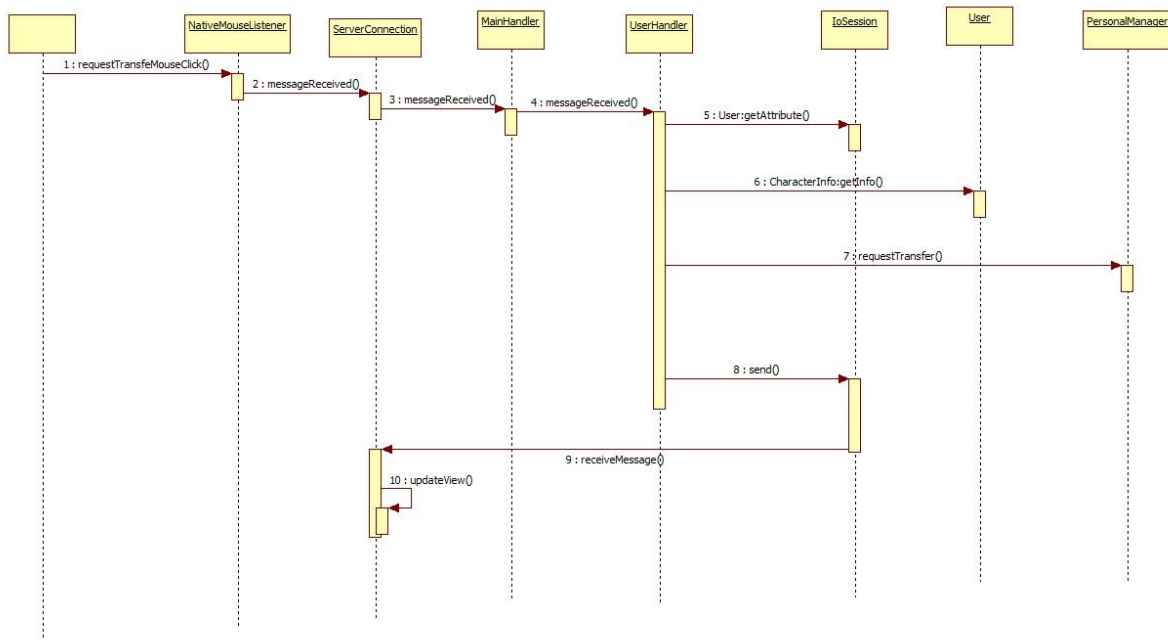 NativeMouseListener
ServerConnection
MainHandler
UserHandler
IoSession
User
PersonalManager
1 : requestTransfeMouseClick()
2 : messageReceived()
3 : messageReceived()
4 : messageReceived()
5 : User:getAttribute()
6 : CharacterInfo:getInfo()
7 : requestTransfer()
8 : send()
9 : receiveMessage()
10 : updateView()